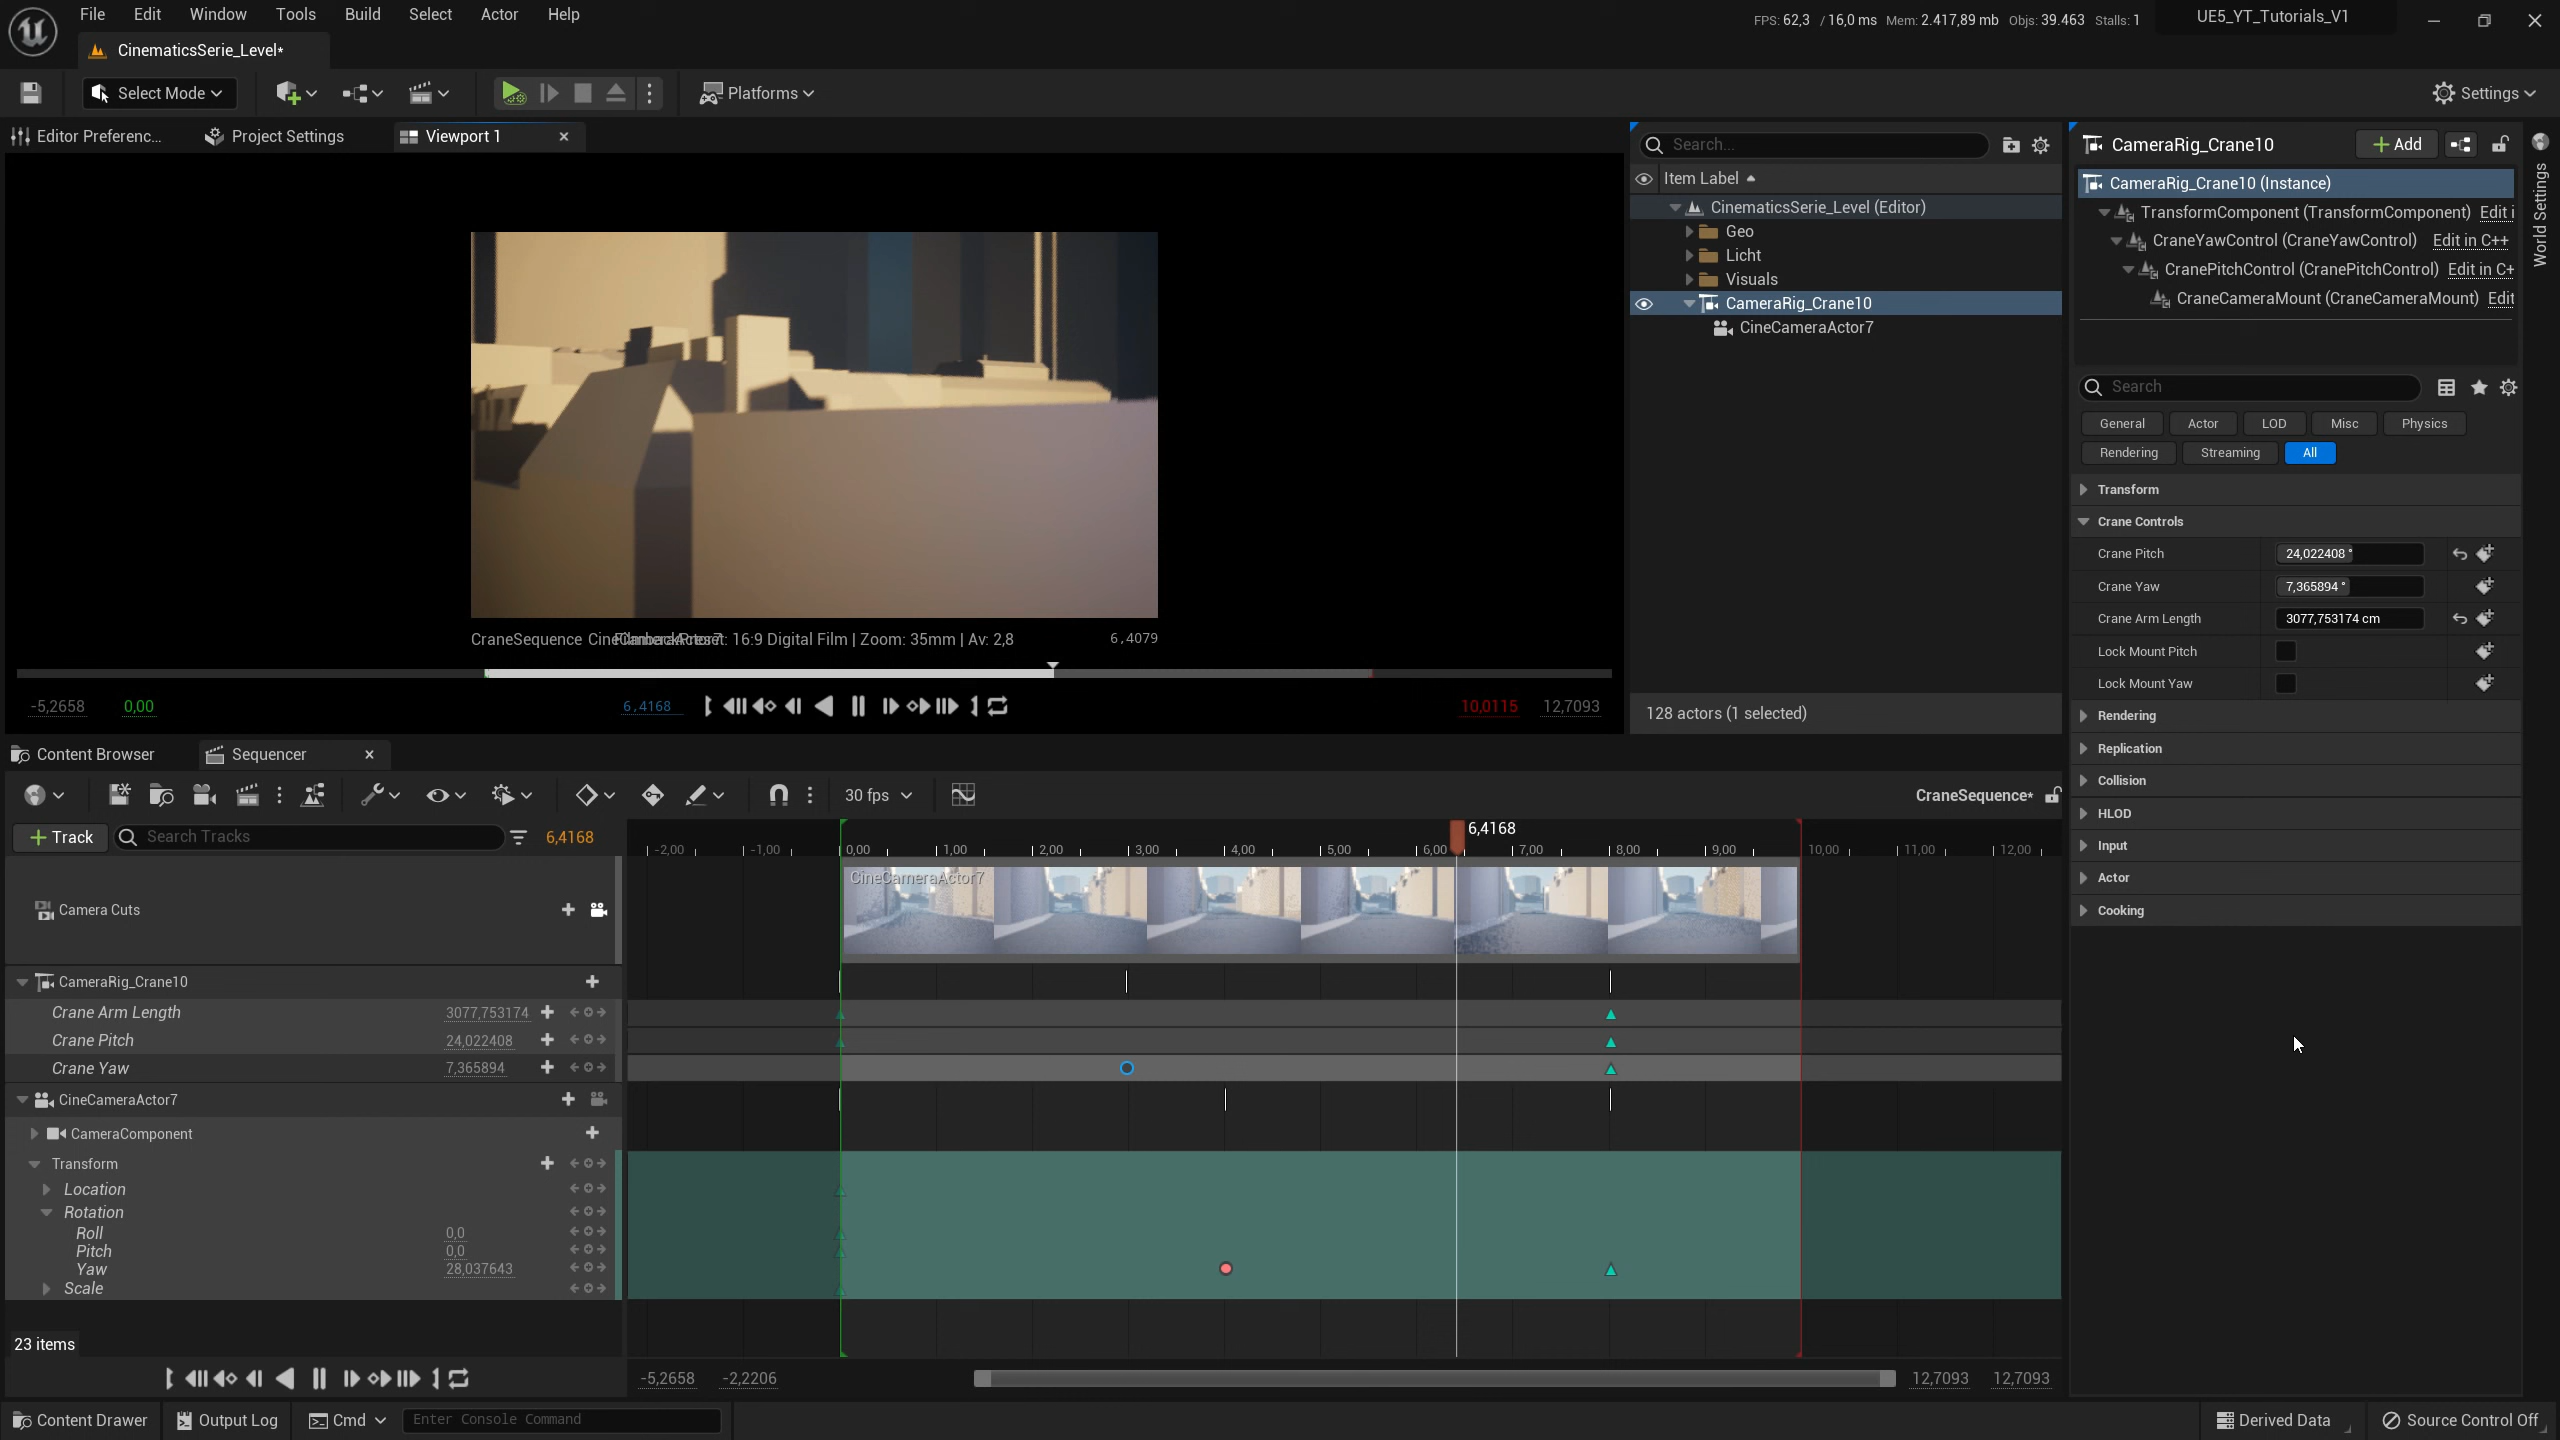 File Edit Window Tools Build Select Actor Help
FPS: 62,3 / 16,0 ms Mem: 2.417,89 mb Objs: 39.463 Stalls: 1
UE5_YT_Tutorials_V1
CinematicsSerie_Level*
Select Mode
Platforms
Settings
Editor Preferenc...
Project Settings
Viewport 1
CraneSequence
: 16:9 Digital Film | Zoom: 35mm | Av: 2,8
6,4079
-5,2658
0,00
6,4168
10,0115
12,7093
Search...
Item Label
CinematicsSerie_Level (Editor)
Geo
Licht
Visuals
CameraRig_Crane10
CineCameraActor7
128 actors (1 selected)
CameraRig_Crane10
Add
CameraRig_Crane10 (Instance)
TransformComponent (TransformComponent) Edit i
CraneYawControl (CraneYawControl) Edit in C++
CranePitchControl (CranePitchControl) Edit in C+
CraneCameraMount (CraneCameraMount) Edit
World Settings
Search
General Actor LOD Misc Physics
Rendering Streaming All
Transform
Crane Controls
Crane Pitch 24,022408 °
Crane Yaw 7,365894 °
Crane Arm Length 3077,753174 cm
Lock Mount Pitch
Lock Mount Yaw
Rendering
Replication
Collision
HLOD
Input
Actor
Cooking
Content Browser
Sequencer
30 fps
CraneSequence*
Track
Search Tracks
6,4168
6,4168
-2,00 -1,00 0,00 1,00 2,00 3,00 4,00 5,00 6,00 7,00 8,00 9,00 10,00 11,00 12,00
CineCameraActor7
Camera Cuts
CameraRig_Crane10
Crane Arm Length 3077,753174
Crane Pitch 24,022408
Crane Yaw 7,365894
CineCameraActor7
CameraComponent
Transform
Location
Rotation
Roll 0,0
Pitch 0,0
Yaw 28,037643
Scale
23 items
-5,2658 -2,2206
12,7093 12,7093
Content Drawer
Output Log
Cmd
Enter Console Command
Derived Data
Source Control Off